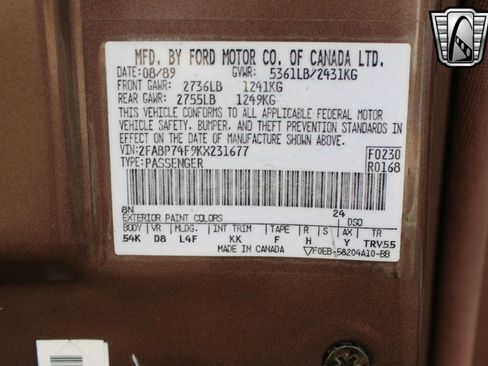 MFD. BY FORD MOTOR CO. OF CANADA LTD.
DATE: 08/89 GVWR: 5361LB/2431KG
FRONT GAWR: 2736LB 1241KG
REAR GAWR: 2755LB 1249KG
THIS VEHICLE CONFORMS TO ALL APPLICABLE FEDERAL MOTOR
VEHICLE SAFETY, BUMPER, AND THEFT PREVENTION STANDARDS IN
EFFECT ON THE DATE OF MANUFACTURE SHOWN ABOVE.
VIN: 2FABP74F9KX231677 F0230
TYPE: PASSENGER R0168
8N 24
EXTERIOR PAINT COLORS DSO
BODY VR MLDG. INT TRIM TAPE R S AX TR
54K D8 L4F KK F H Y TRV55
MADE IN CANADA F0EB-58204A10-BB